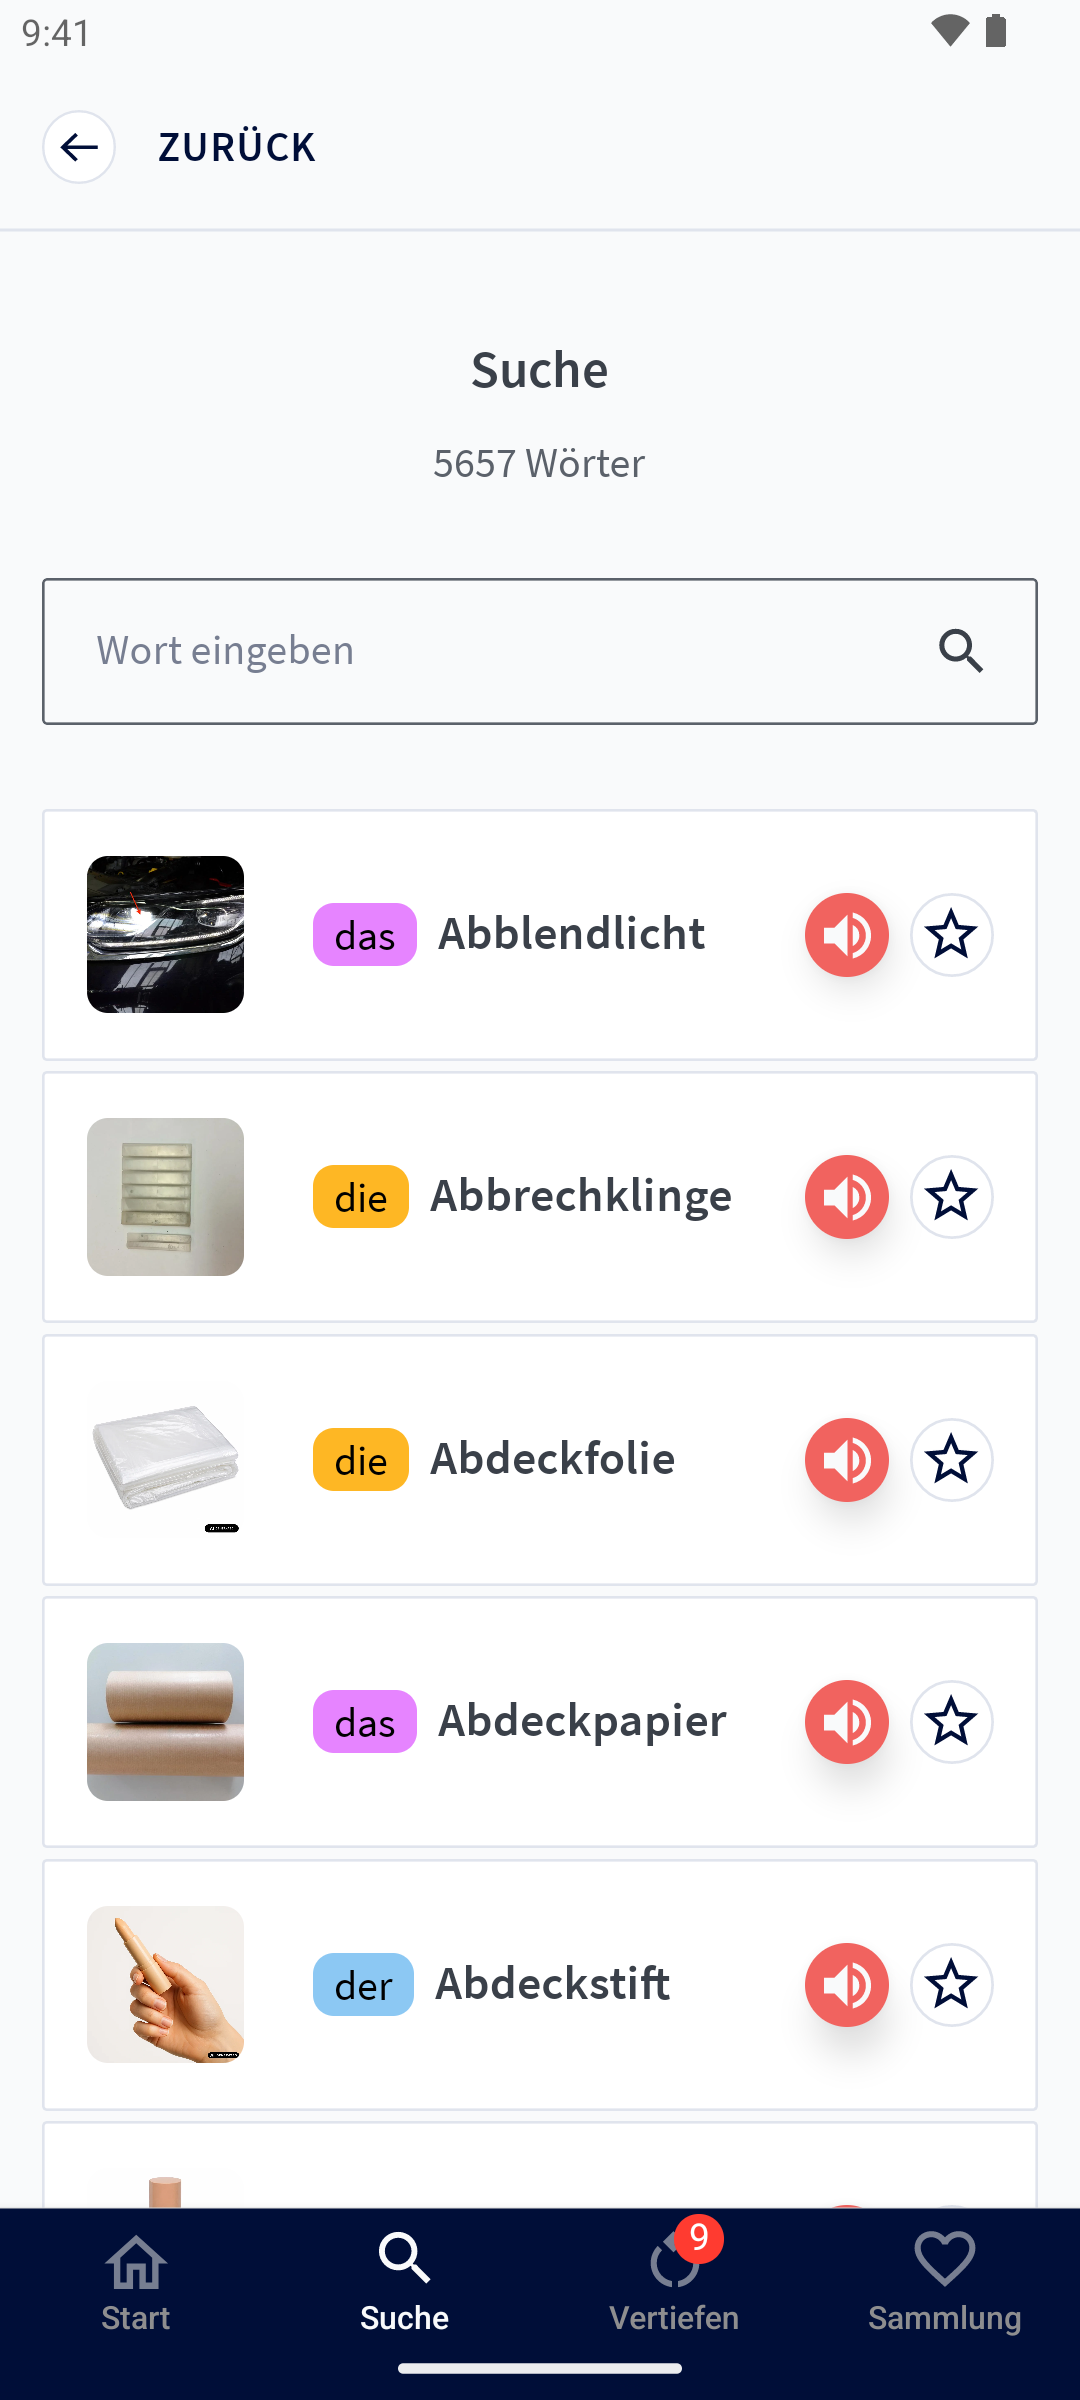 9:41
ZURÜCK
Suche
5657 Wörter
Wort eingeben
das Abblendlicht
die Abbrechklinge
die Abdeckfolie
das Abdeckpapier
der Abdeckstift
9
Start
Suche
Vertiefen
Sammlung